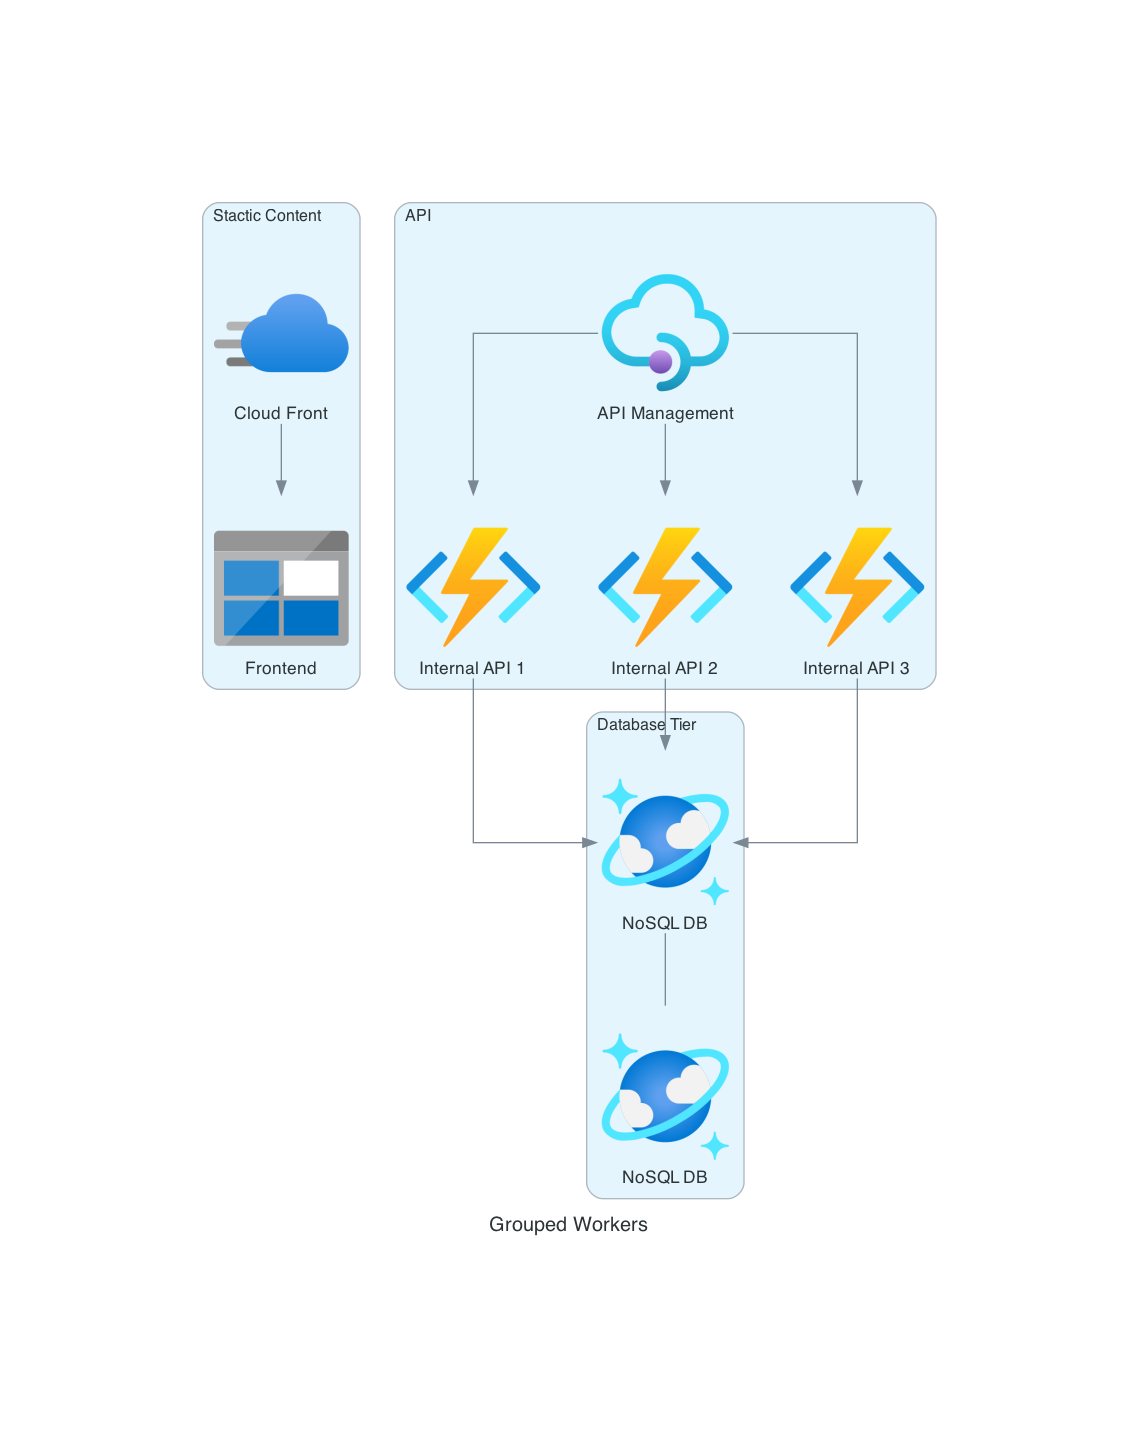 Stactic Content
API
Cloud Front
API Management
Frontend
Internal API 1
Internal API 2
Internal API 3
Database Tier
NoSQL DB
NoSQL DB
Grouped Workers